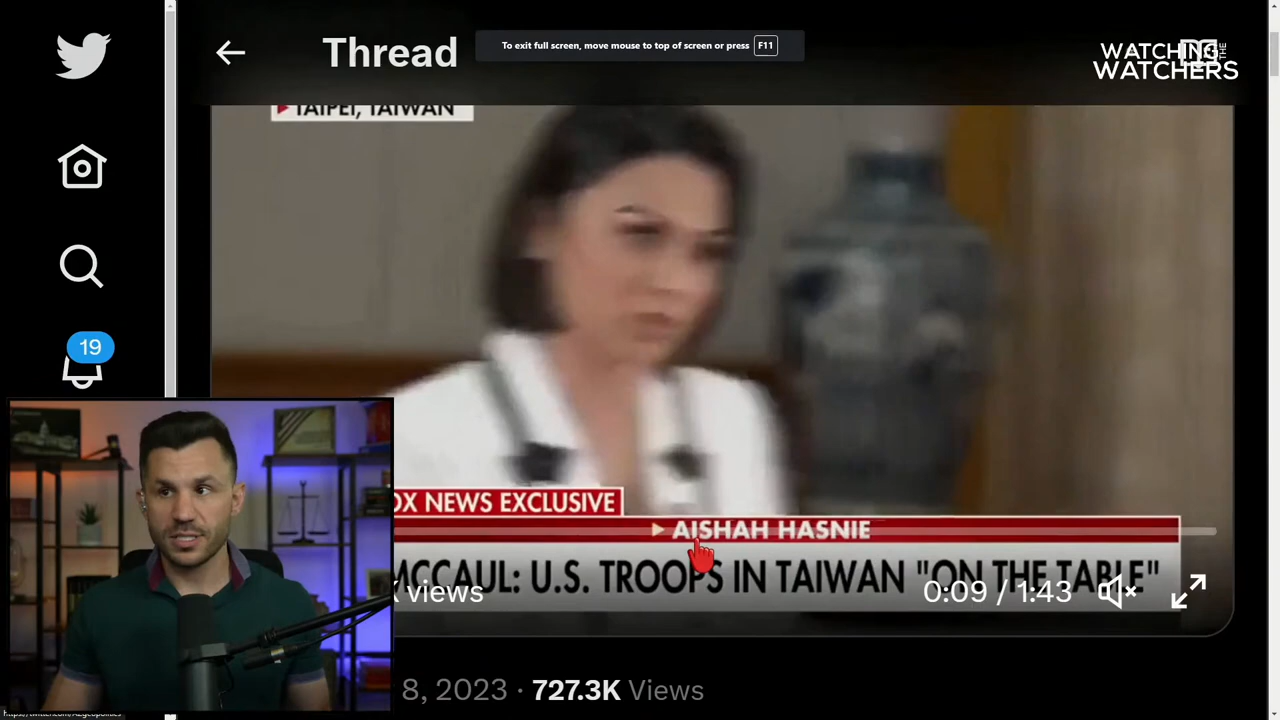 Thread
To exit full screen, move mouse to top of screen or press F11
WATCHING THE
WATCHERS
TAIPEI, TAIWAN
19
OX NEWS EXCLUSIVE
AISHAH HASNIE
MCCAUL: U.S. TROOPS IN TAIWAN "ON THE TABLE"
views
0:09 / 1:43
8, 2023 · 727.3K Views